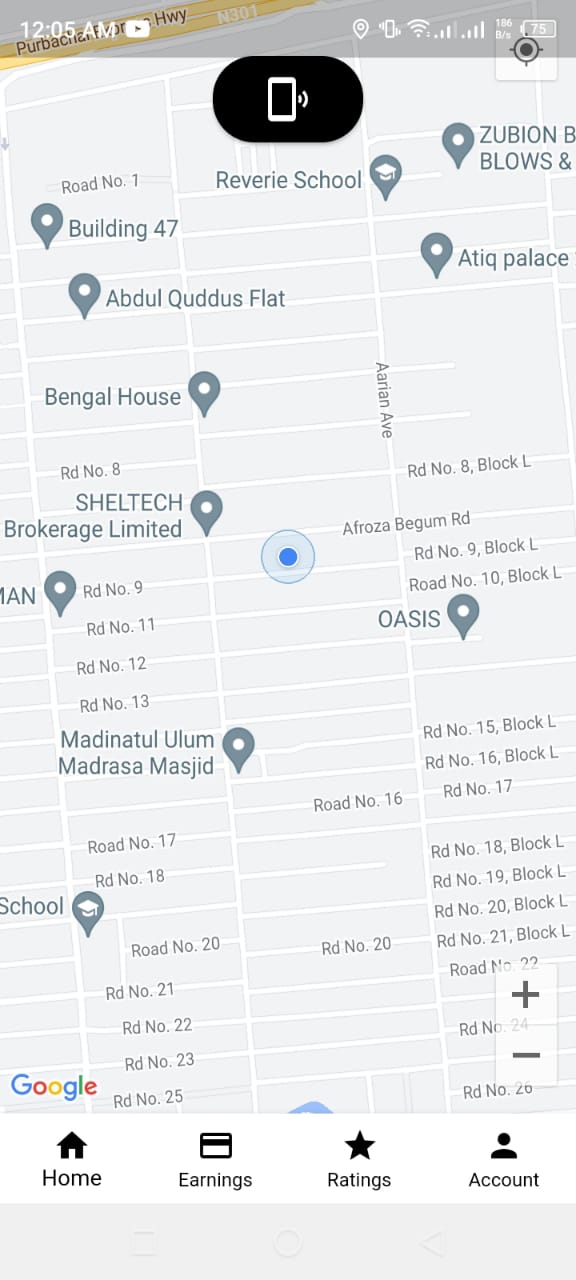 12:05 AM
186
B/s
75
N301
Purbachal Express Hwy
ZUBION B
BLOWS &
Reverie School
Road No. 1
Building 47
Atiq palace
Abdul Quddus Flat
Aarian Ave
Bengal House
Rd No. 8
Rd No. 8, Block L
SHELTECH
Brokerage Limited
Afroza Begum Rd
Rd No. 9, Block L
MAN
Rd No. 9
Road No. 10, Block L
OASIS
Rd No. 11
Rd No. 12
Rd No. 13
Rd No. 15, Block L
Madinatul Ulum
Madrasa Masjid
Rd No. 16, Block L
Rd No. 17
Road No. 16
Road No. 17
Rd No. 18, Block L
Rd No. 18
Rd No. 19, Block L
School
Rd No. 20, Block L
Road No. 20
Rd No. 20
Rd No. 21, Block L
Road No. 22
Rd No. 21
Rd No. 22
Rd No. 24
Rd No. 23
Google
Rd No. 25
Rd No. 26
Home
Earnings
Ratings
Account